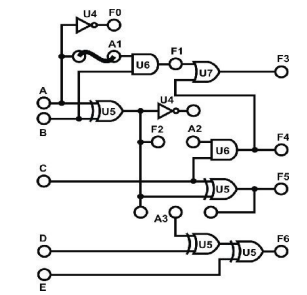 U4 F0
A1 F1
U6 U7 F3
A
B U5 U4
F2 A2
U6 F4
C U5 F5
A3
D U5 U5 F6
E